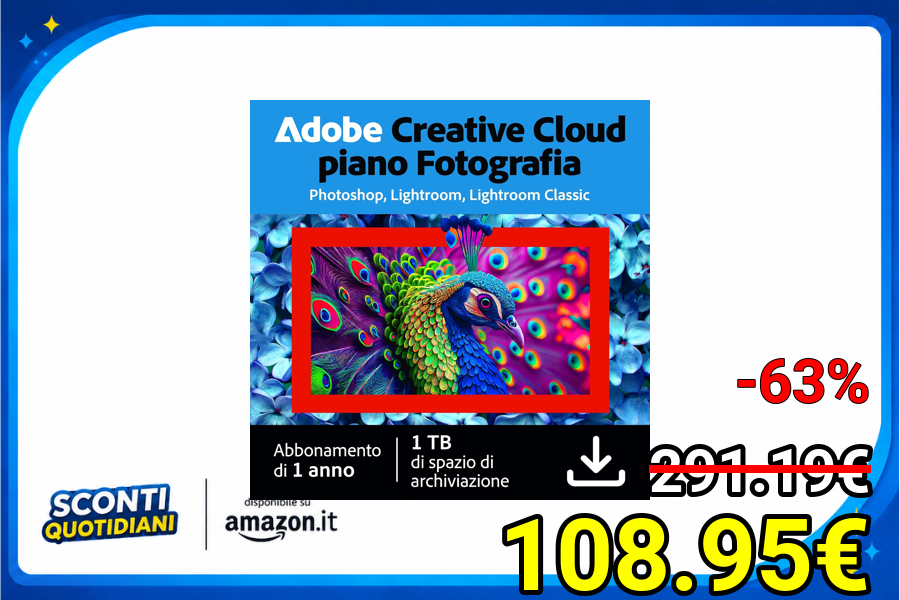 Adobe Creative Cloud
piano Fotografia
Photoshop, Lightroom, Lightroom Classic
Abbonamento
di 1 anno
1 TB
di spazio di
archiviazione
-63%
291.19€
108.95€
SCONTI
QUOTIDIANI
disponibile su
amazon.it